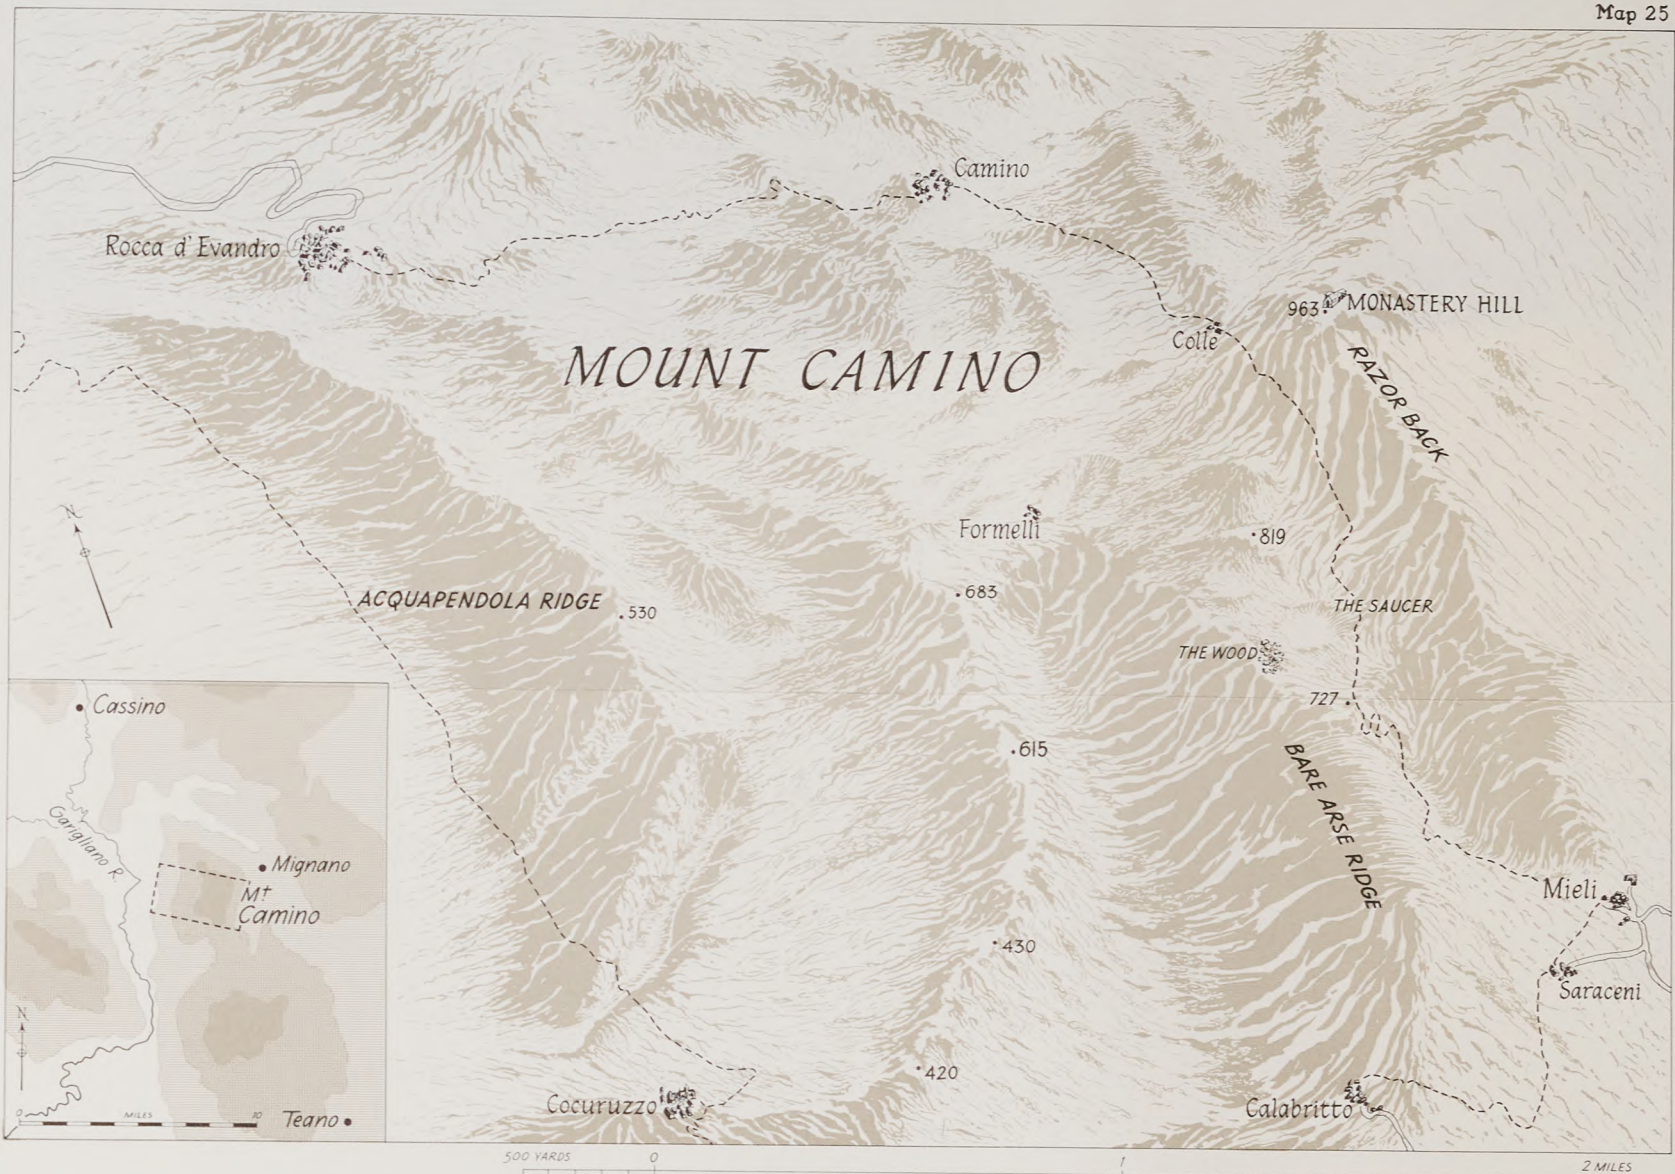 Map 25
Camino
Rocca d' Evandro
963
MONASTERY HILL
Colle
MOUNT CAMINO
RAZOR BACK
N
Formelli
819
683
ACQUAPENDOLA RIDGE
530
THE SAUCER
THE WOOD
727
615
BARE ARSE RIDGE
Cassino
Garigliano R.
Mignano
Mt
Camino
Mieli
430
Saraceni
N
420
Cocuruzzo
Calabritto
0 MILES 10
Teano
500 YARDS 0 1 2 MILES